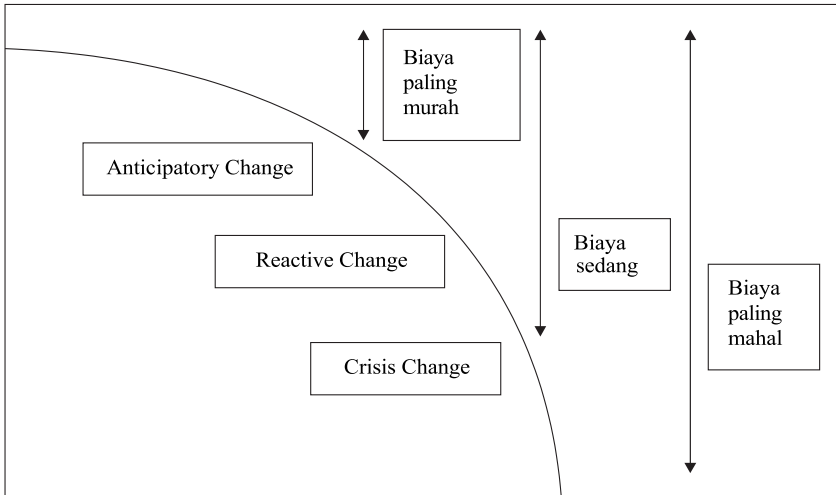 Biaya
paling
murah
Anticipatory Change
Reactive Change
Biaya
sedang
Biaya
paling
mahal
Crisis Change